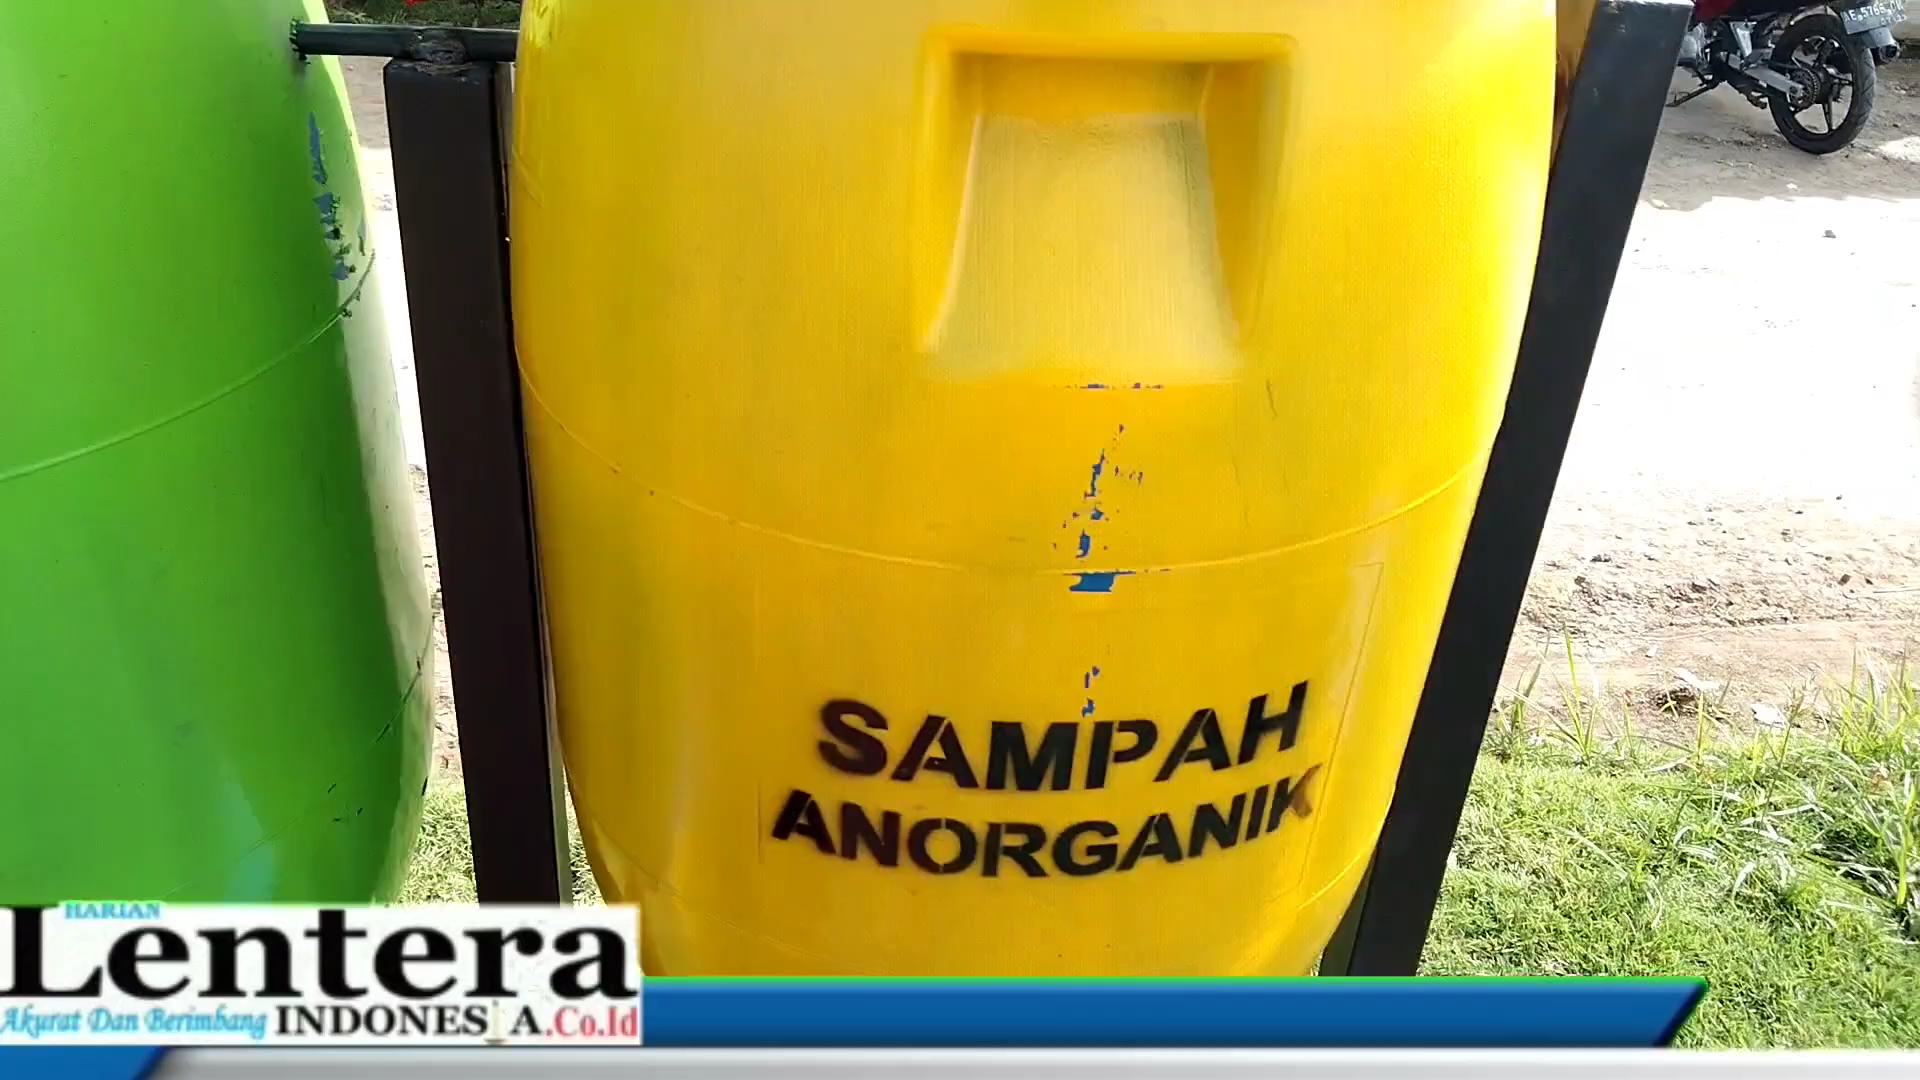 SAMPAH
ANORGANIK
HARIAN
Lentera
Akurat Dan Berimbang INDONESIA.Co.Id